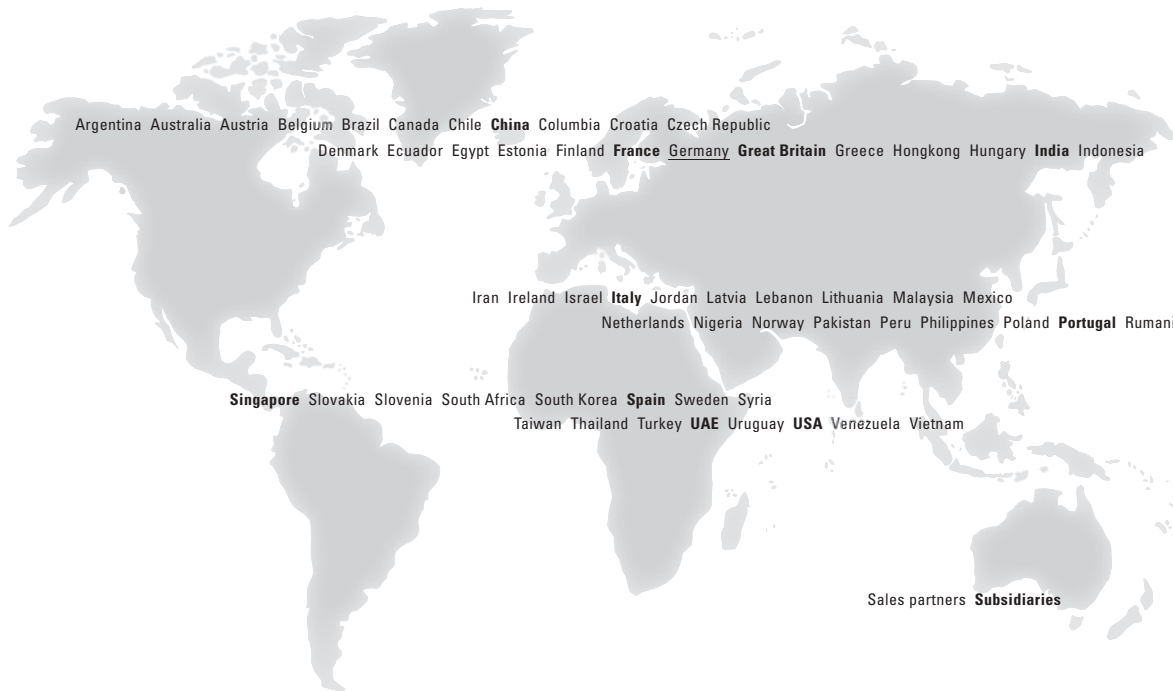 Argentina Australia Austria Belgium Brazil Canada Chile China Columbia Croatia Czech Republic
Denmark Ecuador Egypt Estonia Finland France Germany Great Britain Greece Hongkong Hungary India Indonesia
Iran Ireland Israel Italy Jordan Latvia Lebanon Lithuania Malaysia Mexico
Netherlands Nigeria Norway Pakistan Peru Philippines Poland Portugal
Singapore Slovakia Slovenia South Africa South Korea Spain Sweden Syria
Taiwan Thailand Turkey UAE Uruguay USA Venezuela Vietnam
Sales partners Subsidiaries